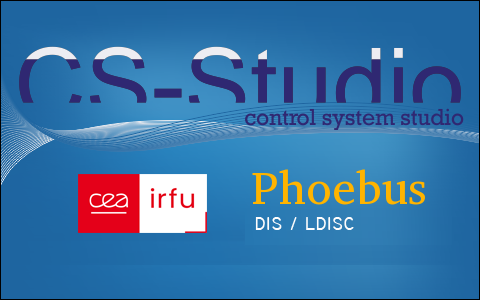 CS-Studio
control system studio
cea irfu
Phoebus
DIS / LDISC